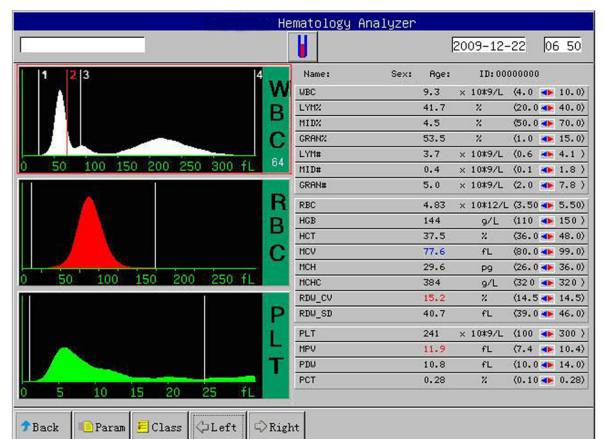 Hematology Analyzer
2009-12-22 06 50
1 2 3 4
WBC
64
0 50 100 150 200 250 300 fL
RBC
0 50 100 150 200 250 fL
PLT
0 5 10 15 20 25 30 fL
Name: Sex: Age: ID:00000000
WBC 9.3 × 10*9/L (4.0 10.0)
LYM% 41.7 % (20.0 40.0)
MID% 4.5 % (50.0 70.0)
GRAN% 53.5 % (1.0 15.0)
LYM# 3.7 × 10*9/L (0.6 4.1 )
MID# 0.4 × 10*9/L (0.1 1.8 )
GRAN# 5.0 × 10*9/L (2.0 7.8 )
RBC 4.83 × 10*12/L (3.50 5.50)
HGB 144 g/L (110 150 )
HCT 37.5 % (36.0 48.0)
MCV 77.6 fL (80.0 99.0)
MCH 29.6 pg (26.0 36.0)
MCHC 384 g/L (320 320 )
RDW_CV 15.2 % (14.5 14.5)
RDW_SD 40.7 fL (39.0 46.0)
PLT 241 × 10*9/L (100 300 )
MPV 11.9 fL (7.4 10.4)
PDW 10.8 fL (10.0 14.0)
PCT 0.28 % (0.10 0.28)
Back Param Class Left Right